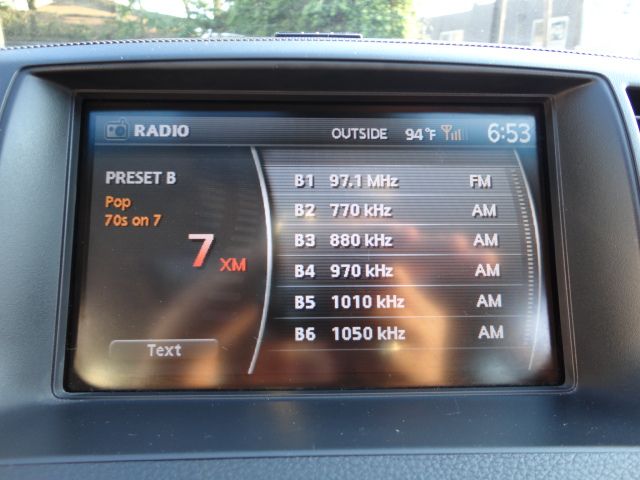 RADIO OUTSIDE 94°F 6:53
PRESET B
Pop
70s on 7
7 XM
Text
B1 97.1 MHz FM
B2 770 kHz AM
B3 880 kHz AM
B4 970 kHz AM
B5 1010 kHz AM
B6 1050 kHz AM